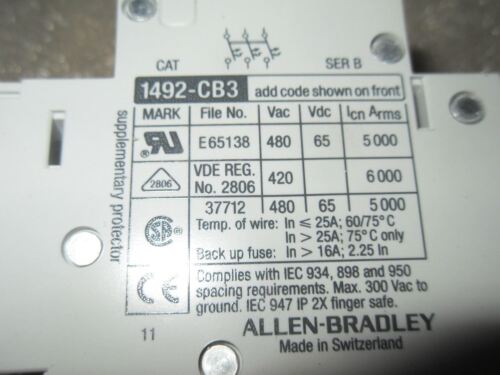 CAT SER B
1492-CB3 add code shown on front
MARK File No. Vac Vdc Icn Arms
E65138 480 65 5000
VDE REG. No. 2806 420 6000
2806
37712 480 65 5000
Temp. of wire: In ≤ 25A; 60/75°C
In > 25A; 75°C only
Back up fuse: In > 16A; 2.25 In
Complies with IEC 934, 898 and 950
spacing requirements. Max. 300 Vac to
ground. IEC 947 IP 2X finger safe.
supplementary protector
11
ALLEN-BRADLEY
Made in Switzerland